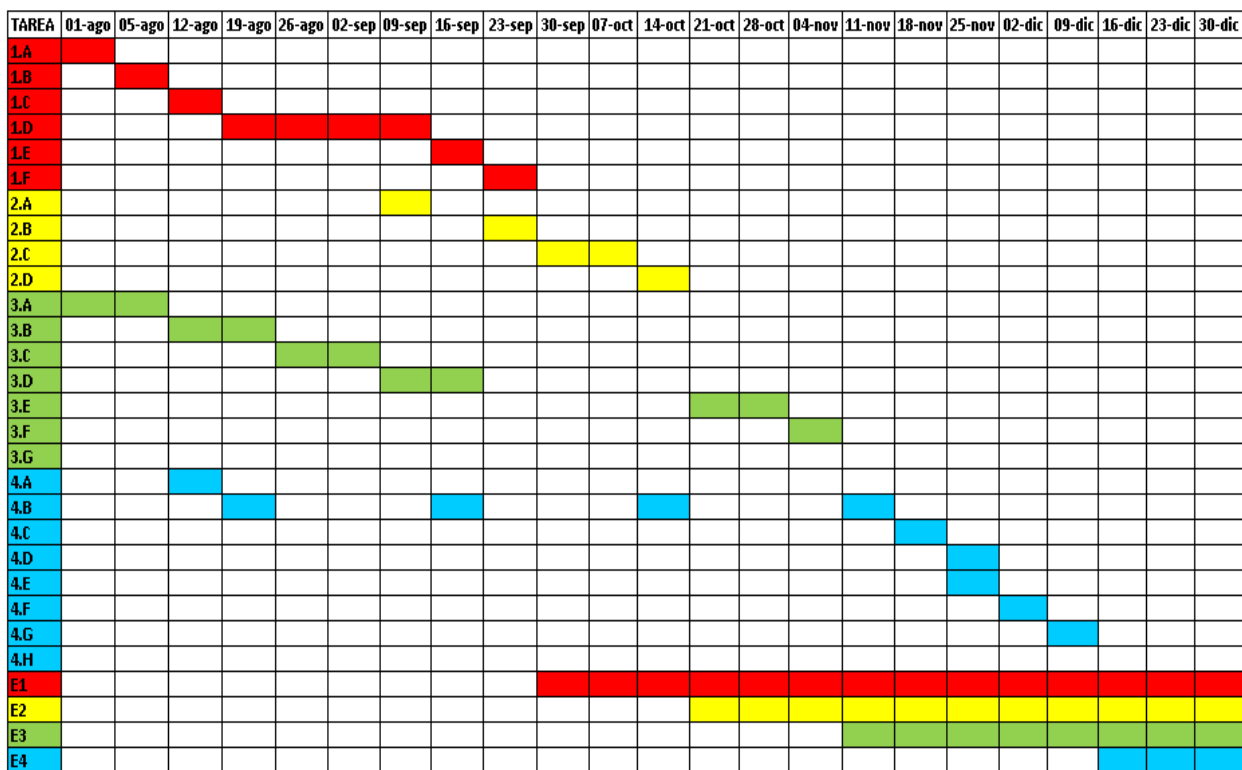 TAREA 01-ago 05-ago 12-ago 19-ago 26-ago 02-sep 09-sep 16-sep 23-sep 30-sep 07-oct 14-oct 21-oct 28-oct 04-nov 11-nov 18-nov 25-nov 02-dic 09-dic 16-dic 23-dic 30-dic
1.A
1.B
1.C
1.D
1.E
1.F
2.A
2.B
2.C
2.D
3.A
3.B
3.C
3.D
3.E
3.F
3.G
4.A
4.B
4.C
4.D
4.E
4.F
4.G
4.H
E1
E2
E3
E4